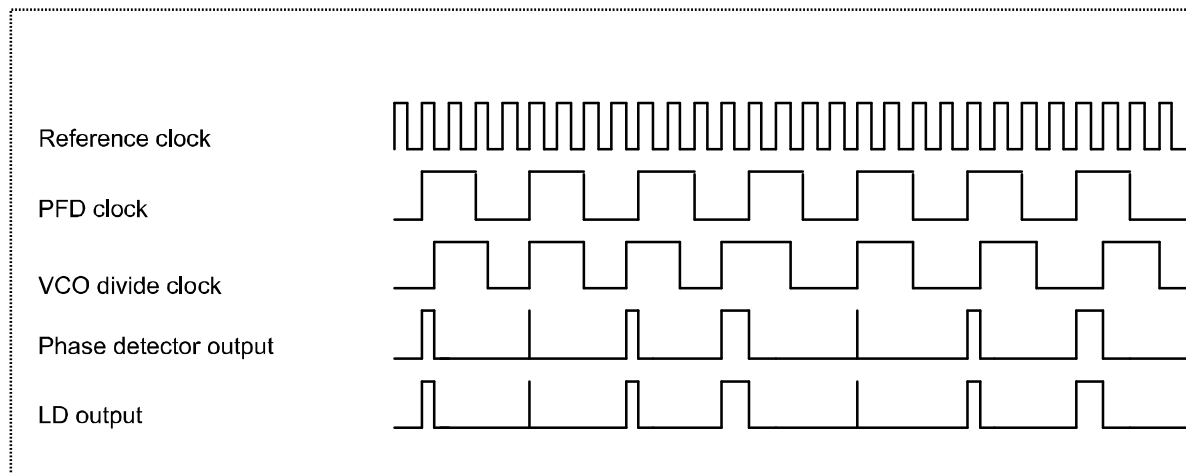 Reference clock
PFD clock
VCO divide clock
Phase detector output
LD output